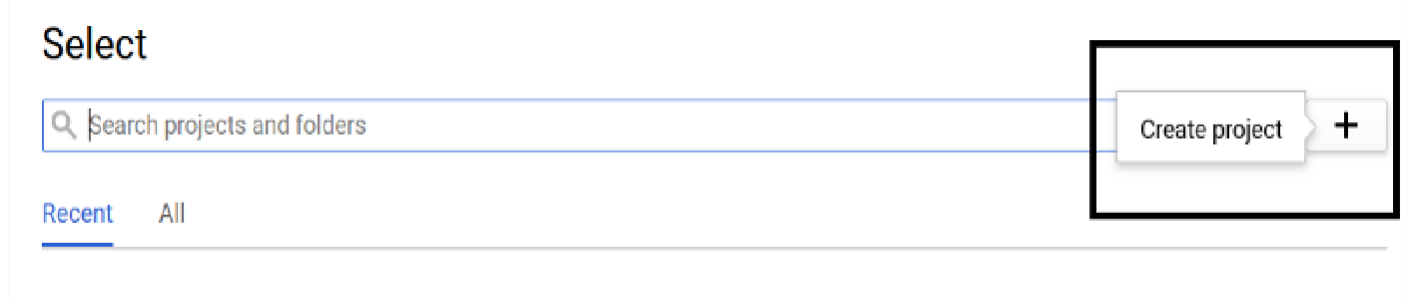 Select
Search projects and folders
Create project
Recent
All